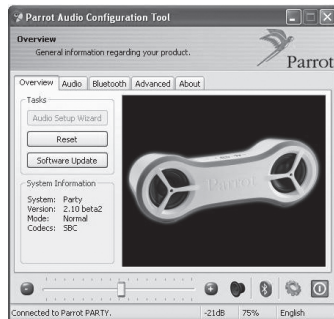 Parrot Audio Configuration Tool
Overview
General information regarding your product.
Parrot
Overview Audio Bluetooth Advanced About
Tasks
Audio Setup Wizard
Reset
Software Update
System Information
System: Party
Version: 2.10 beta2
Mode: Normal
Codecs: SBC
Parrot
Connected to Parrot PARTY. -21dB 75% English